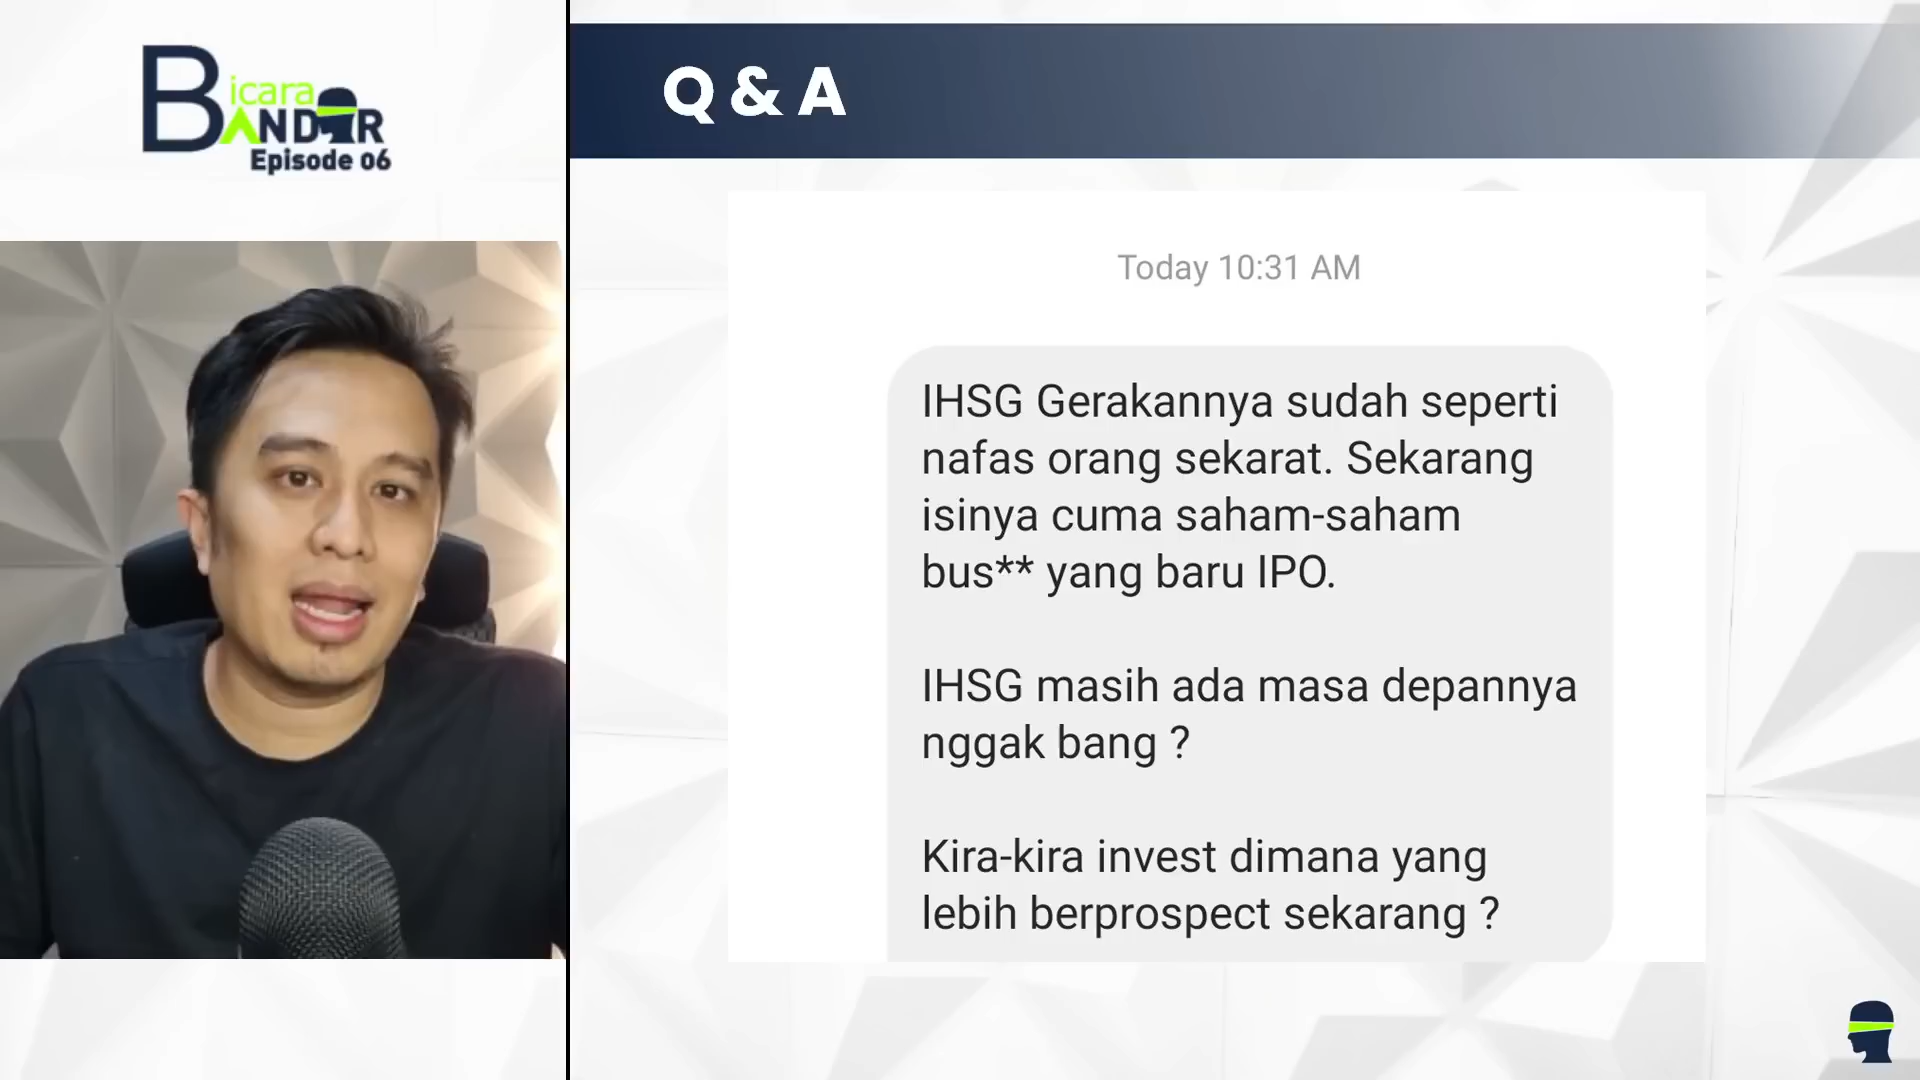 Bicara
BANDAR
Episode 06
Q & A
Today 10:31 AM
IHSG Gerakannya sudah seperti
nafas orang sekarat. Sekarang
isinya cuma saham-saham
bus** yang baru IPO.
IHSG masih ada masa depannya
nggak bang ?
Kira-kira invest dimana yang
lebih berprospect sekarang ?